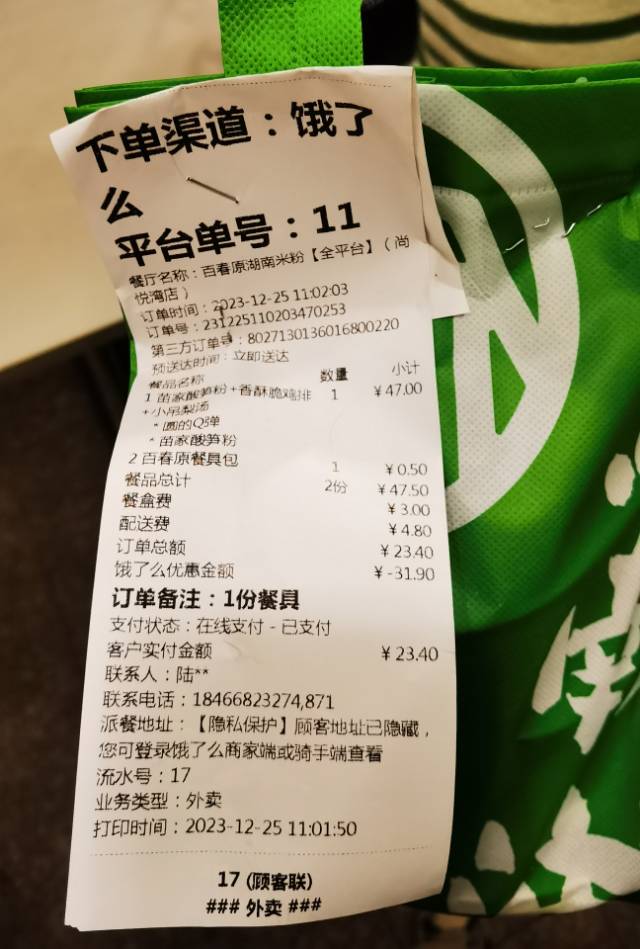 下单渠道：饿了
么
平台单号：11
餐厅名称：百春原湖南米粉【全平台】（尚
悦湾店）
订单时间：2023-12-25 11:02:03
订单号：231225110203470253
第三方订单号：8027130136016800220
预送达时间：立即送达
餐品名称 数量 小计
1 苗家酸笋粉+香酥脆鸡排 1 ￥47.00
+小吊梨汤
*圆的Q弹
*苗家酸笋粉
2 百春原餐具包 1 ￥0.50
餐品总计 2份 ￥47.50
餐盒费 ￥3.00
配送费 ￥4.80
订单总额 ￥23.40
饿了么优惠金额 ￥-31.90
订单备注：1份餐具
支付状态：在线支付 - 已支付
客户实付金额 ￥23.40
联系人：陆**
联系电话：18466823274,871
派餐地址：【隐私保护】顾客地址已隐藏，
您可登录饿了么商家端或骑手端查看
流水号：17
业务类型：外卖
打印时间：2023-12-25 11:01:50
17 (顾客联)
### 外卖 ###